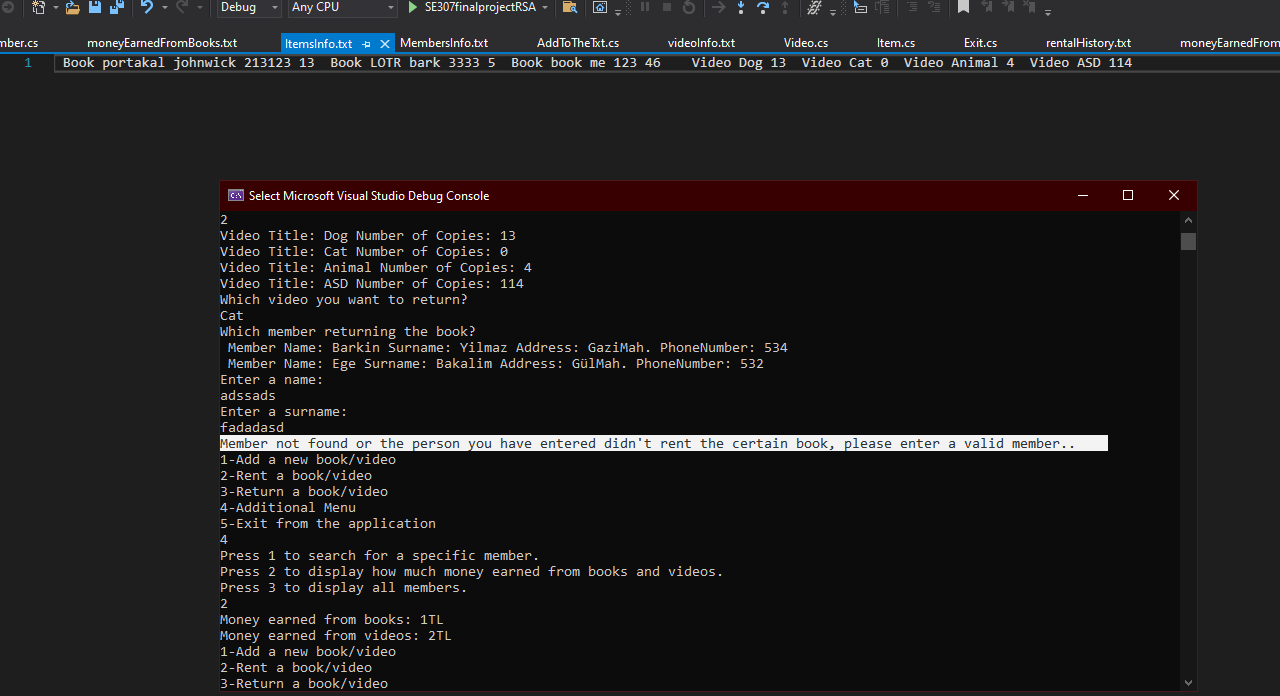 Debug Any CPU SE307finalprojectRSA
mber.cs moneyEarnedFromBooks.txt ItemsInfo.txt MembersInfo.txt AddToTheTxt.cs videoInfo.txt Video.cs Item.cs Exit.cs rentalHistory.txt moneyEarnedFrom
1 Book portakal johnwick 213123 13 Book LOTR bark 3333 5 Book book me 123 46 Video Dog 13 Video Cat 0 Video Animal 4 Video ASD 114
Select Microsoft Visual Studio Debug Console
2
Video Title: Dog Number of Copies: 13
Video Title: Cat Number of Copies: 0
Video Title: Animal Number of Copies: 4
Video Title: ASD Number of Copies: 114
Which video you want to return?
Cat
Which member returning the book?
Member Name: Barkin Surname: Yilmaz Address: GaziMah. PhoneNumber: 534
Member Name: Ege Surname: Bakalim Address: GülMah. PhoneNumber: 532
Enter a name:
adssads
Enter a surname:
fadadasd
Member not found or the person you have entered didn't rent the certain book, please enter a valid member..
1-Add a new book/video
2-Rent a book/video
3-Return a book/video
4-Additional Menu
5-Exit from the application
4
Press 1 to search for a specific member.
Press 2 to display how much money earned from books and videos.
Press 3 to display all members.
2
Money earned from books: 1TL
Money earned from videos: 2TL
1-Add a new book/video
2-Rent a book/video
3-Return a book/video